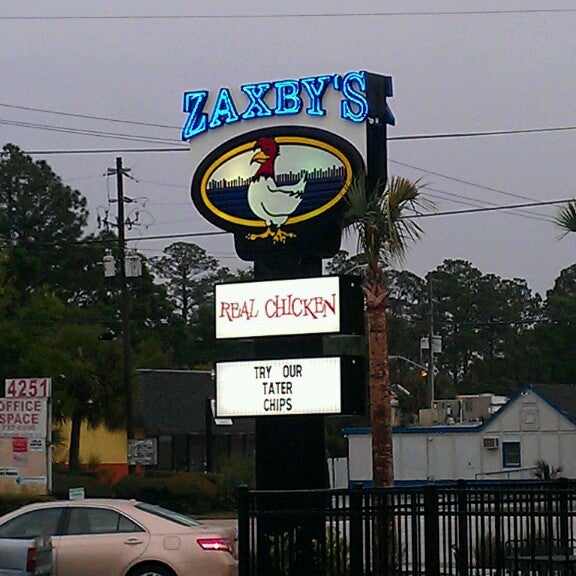 ZAXBY'S
REAL CHICKEN
TRY OUR
TATER
CHIPS
4251
OFFICE
SPACE